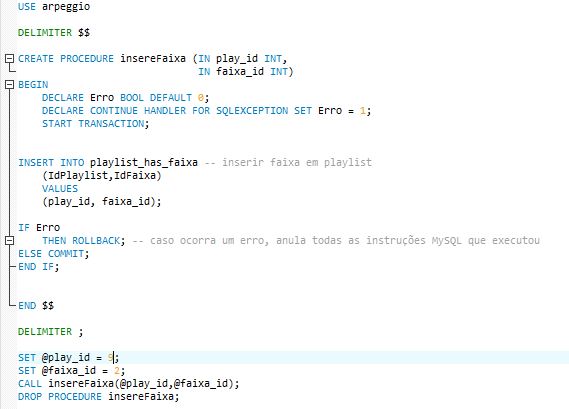 USE arpeggio
DELIMITER $$
CREATE PROCEDURE insereFaixa (IN play_id INT,
IN faixa_id INT)
BEGIN
DECLARE Erro BOOL DEFAULT 0;
DECLARE CONTINUE HANDLER FOR SQLEXCEPTION SET Erro = 1;
START TRANSACTION;
INSERT INTO playlist_has_faixa -- inserir faixa em playlist
(IdPlaylist,IdFaixa)
VALUES
(play_id, faixa_id);
IF Erro
THEN ROLLBACK; -- caso ocorra um erro, anula todas as instruções MySQL que executou
ELSE COMMIT;
END IF;
END $$
DELIMITER ;
SET @play_id = 9;
SET @faixa_id = 2;
CALL insereFaixa(@play_id,@faixa_id);
DROP PROCEDURE insereFaixa;